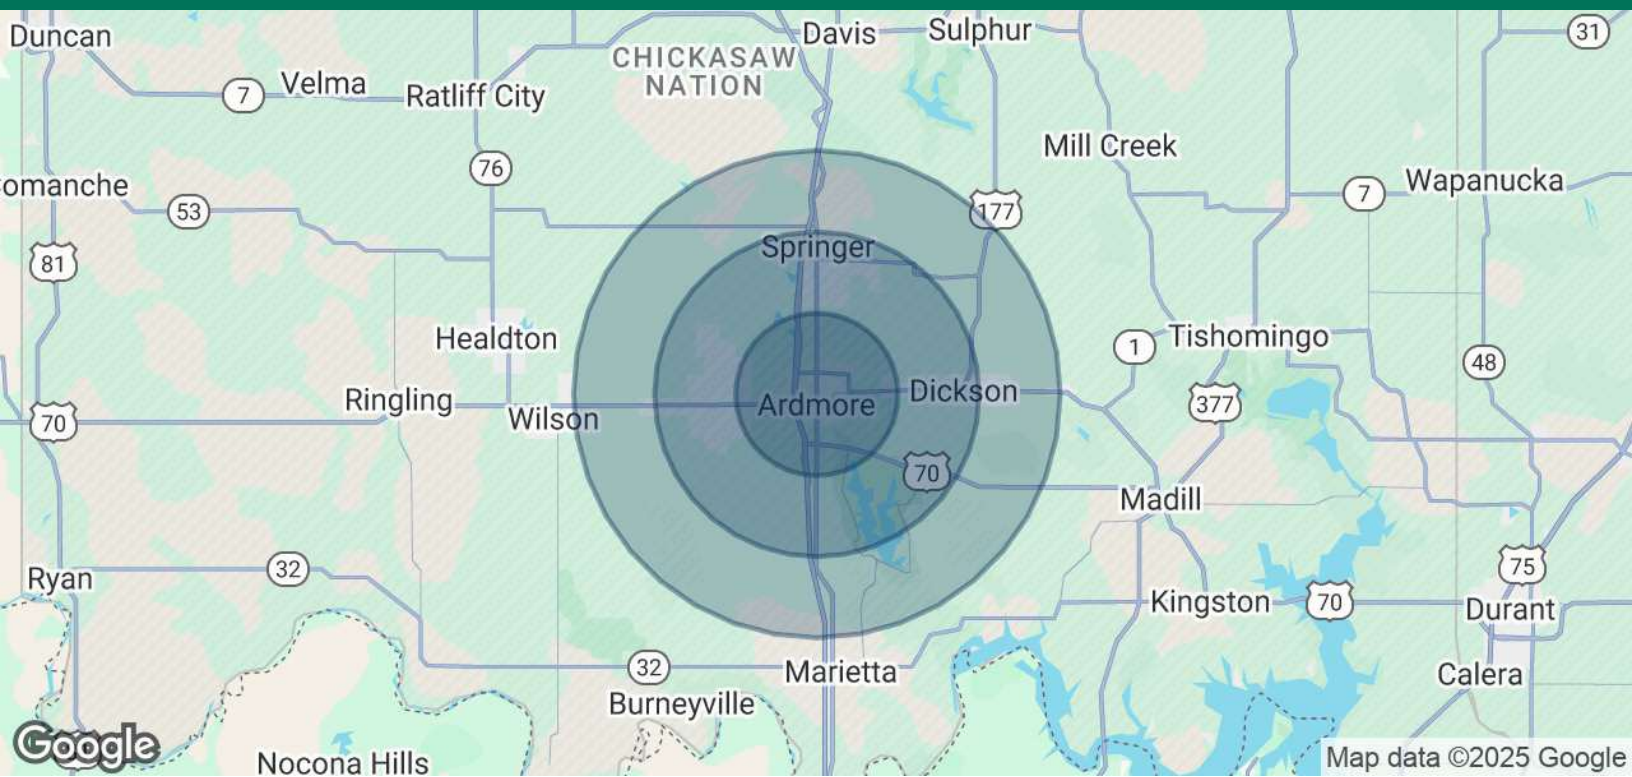 Duncan
Davis
Sulphur
31
CHICKASAW
NATION
7
Velma
Ratliff City
Mill Creek
76
Comanche
53
177
7
Wapanucka
81
Springer
Healdton
1
Tishomingo
48
Ringling
Wilson
Ardmore
Dickson
377
70
70
Madill
Ryan
32
75
Kingston
70
Durant
32
Marietta
Calera
Burneyville
Google
Nocona Hills
Map data ©2025 Google